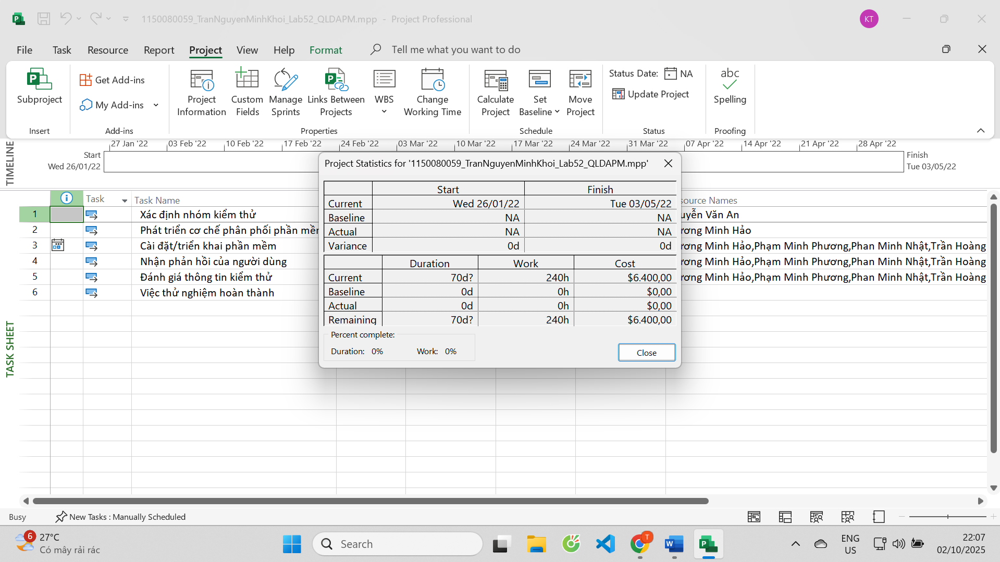 1150080059_TranNguyenMinhKhoi_Lab52_QLDAPM.mpp - Project Professional
KT
File Task Resource Report Project View Help Format Tell me what you want to do
Subproject
Insert
Get Add-ins
My Add-ins
Add-ins
Project Information
Custom Fields
Manage Sprints
Links Between Projects
WBS
Change Working Time
Properties
Calculate Project
Set Baseline
Move Project
Schedule
Status Date: NA
Update Project
Status
abc
Spelling
Proofing
TIMELINE
27 Jan '22 03 Feb '22 10 Feb '22 17 Feb '22 24 Feb '22 03 Mar '22 10 Mar '22 17 Mar '22 24 Mar '22 31 Mar '22 07 Apr '22 14 Apr '22 21 Apr '22 28 Apr '22
Start
Wed 26/01/22
Finish
Tue 03/05/22
Project Statistics for '1150080059_TranNguyenMinhKhoi_Lab52_QLDAPM.mpp'
Start Finish
Current Wed 26/01/22 Tue 03/05/22
Baseline NA NA
Actual NA NA
Variance 0d 0d
Duration Work Cost
Current 70d? 240h $6.400,00
Baseline 0d 0h $0,00
Actual 0d 0h $0,00
Remaining 70d? 240h $6.400,00
Percent complete:
Duration: 0% Work: 0%
Close
TASK SHEET
Task Task Name source Names
1 Xác định nhóm kiểm thử uyễn Văn An
2 Phát triển cơ chế phân phối phần mềm ương Minh Hảo
3 Cài đặt/triển khai phần mềm ương Minh Hảo,Phạm Minh Phương,Phan Minh Nhật,Trần Hoàng
4 Nhận phản hồi của người dùng ương Minh Hảo,Phạm Minh Phương,Phan Minh Nhật,Trần Hoàng
5 Đánh giá thông tin kiểm thử ương Minh Hảo,Phạm Minh Phương,Phan Minh Nhật,Trần Hoàng
6 Việc thử nghiệm hoàn thành
Busy New Tasks : Manually Scheduled
6 27°C
Có mây rải rác
Search
T
ENG
US
22:07
02/10/2025